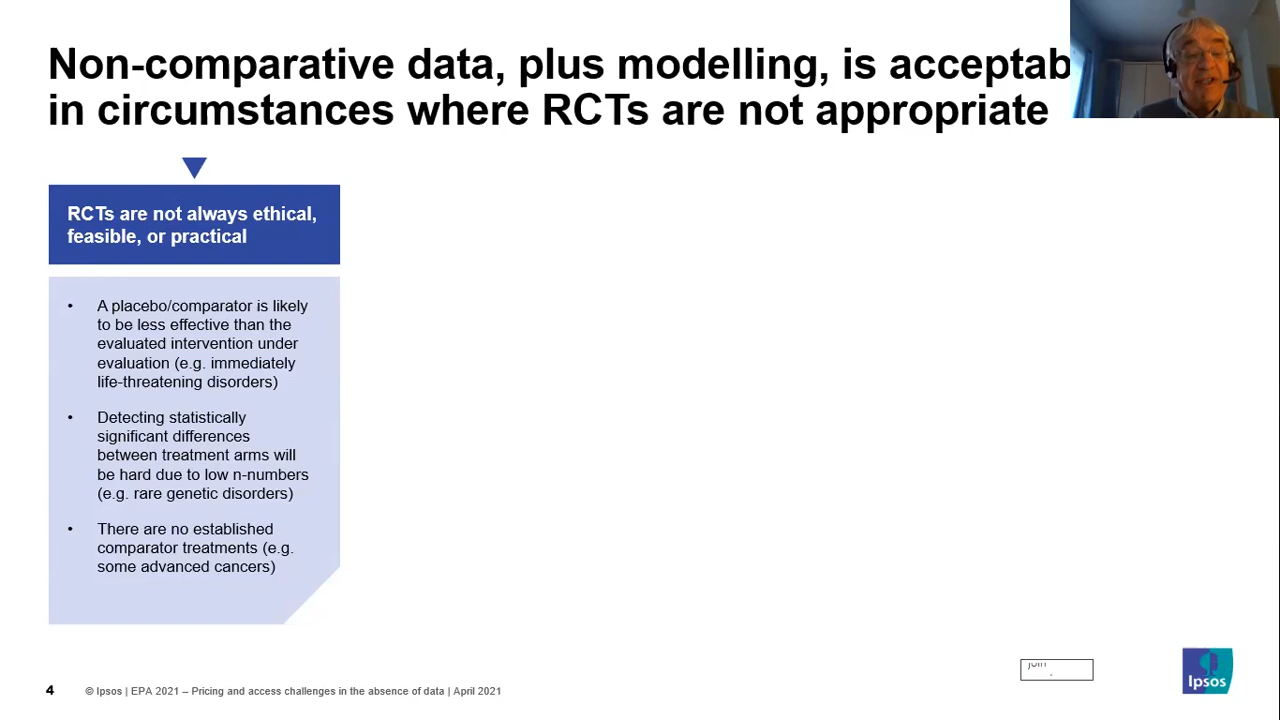 Non-comparative data, plus modelling, is acceptab
in circumstances where RCTs are not appropriate
RCTs are not always ethical,
feasible, or practical
• A placebo/comparator is likely
to be less effective than the
evaluated intervention under
evaluation (e.g. immediately
life-threatening disorders)
• Detecting statistically
significant differences
between treatment arms will
be hard due to low n-numbers
(e.g. rare genetic disorders)
• There are no established
comparator treatments (e.g.
some advanced cancers)
4
© Ipsos | EPA 2021 – Pricing and access challenges in the absence of data | April 2021
Ipsos